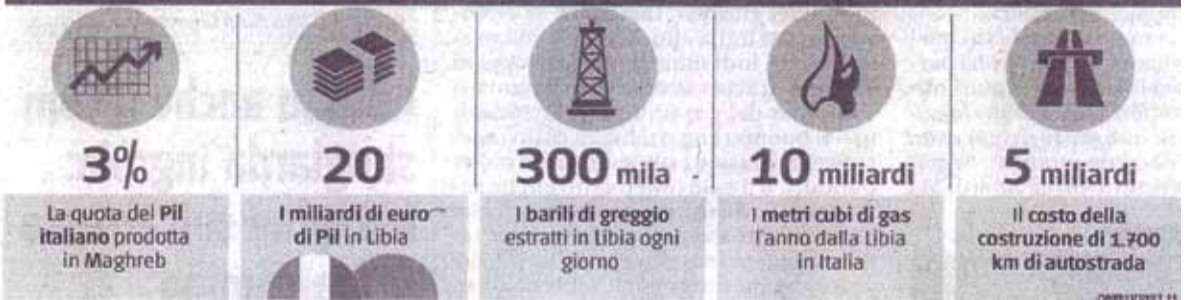 3%
La quota del Pil
italiano prodotta
in Maghreb
20
I miliardi di euro
di Pil in Libia
300 mila
I barili di greggio
estratti in Libia ogni
giorno
10 miliardi
I metri cubi di gas
l'anno dalla Libia
in Italia
5 miliardi
Il costo della
costruzione di 1.700
km di autostrada